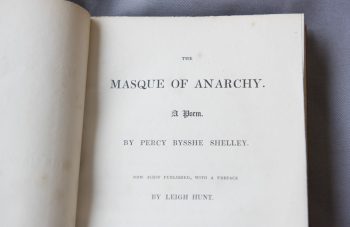 THE
MASQUE OF ANARCHY.
A Poem.
BY PERCY BYSSHE SHELLEY.
NOW FIRST PUBLISHED, WITH A PREFACE
BY LEIGH HUNT.